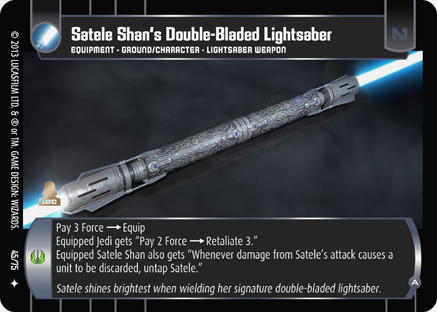 Satele Shan's Double-Bladed Lightsaber
EQUIPMENT - GROUND/CHARACTER - LIGHTSABER WEAPON
N
© 2013 LUCASFILM LTD. & ® or TM. GAME DESIGN: WIZARDS.
45/75
IDC
Pay 3 Force → Equip
Equipped Jedi gets "Pay 2 Force → Retaliate 3."
Equipped Satele Shan also gets "Whenever damage from Satele's attack causes a
unit to be discarded, untap Satele."
Satele shines brightest when wielding her signature double-bladed lightsaber.
A